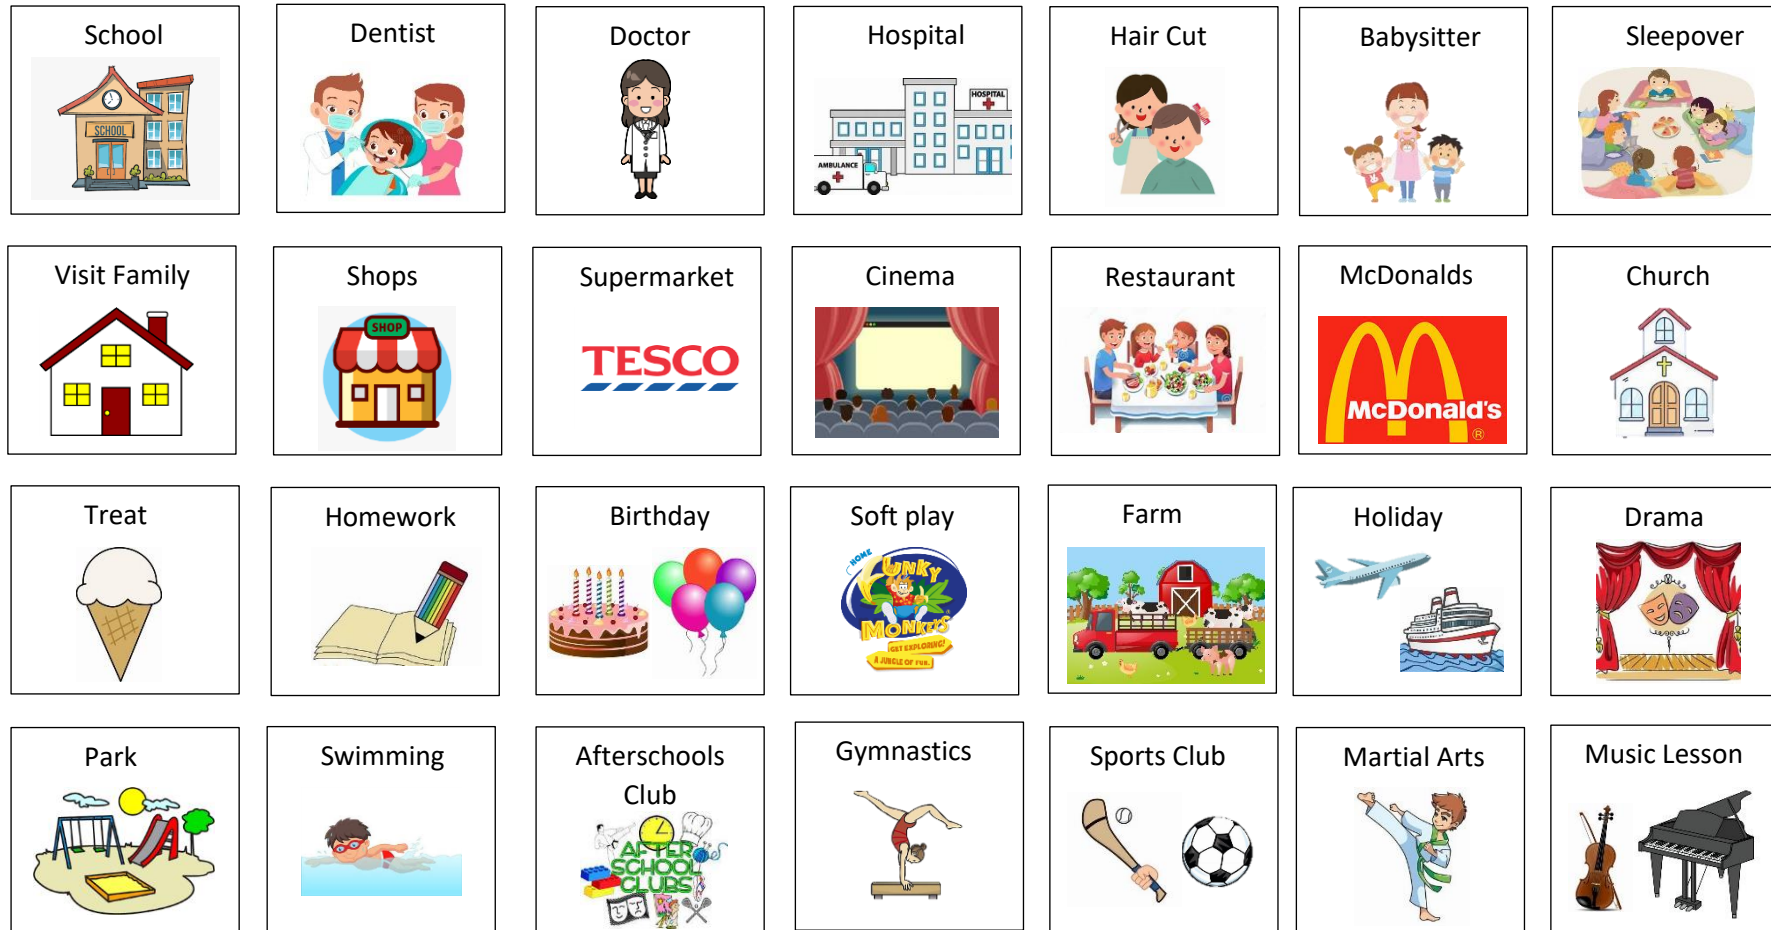 School
SCHOOL
Dentist
Doctor
Hospital
HOSPITAL
AMBULANCE
Hair Cut
Babysitter
Sleepover
Visit Family
Shops
SHOP
Supermarket
TESCO
Cinema
Restaurant
McDonalds
McDonald's
®
Church
Treat
Homework
Birthday
Soft play
HOME
FUNKY
MONKEYS
GET EXPLORING!
A JUNGLE OF FUN.
Farm
Holiday
Drama
Park
Swimming
Afterschools
Club
AFTER
SCHOOL
CLUBS
Gymnastics
Sports Club
Martial Arts
Music Lesson